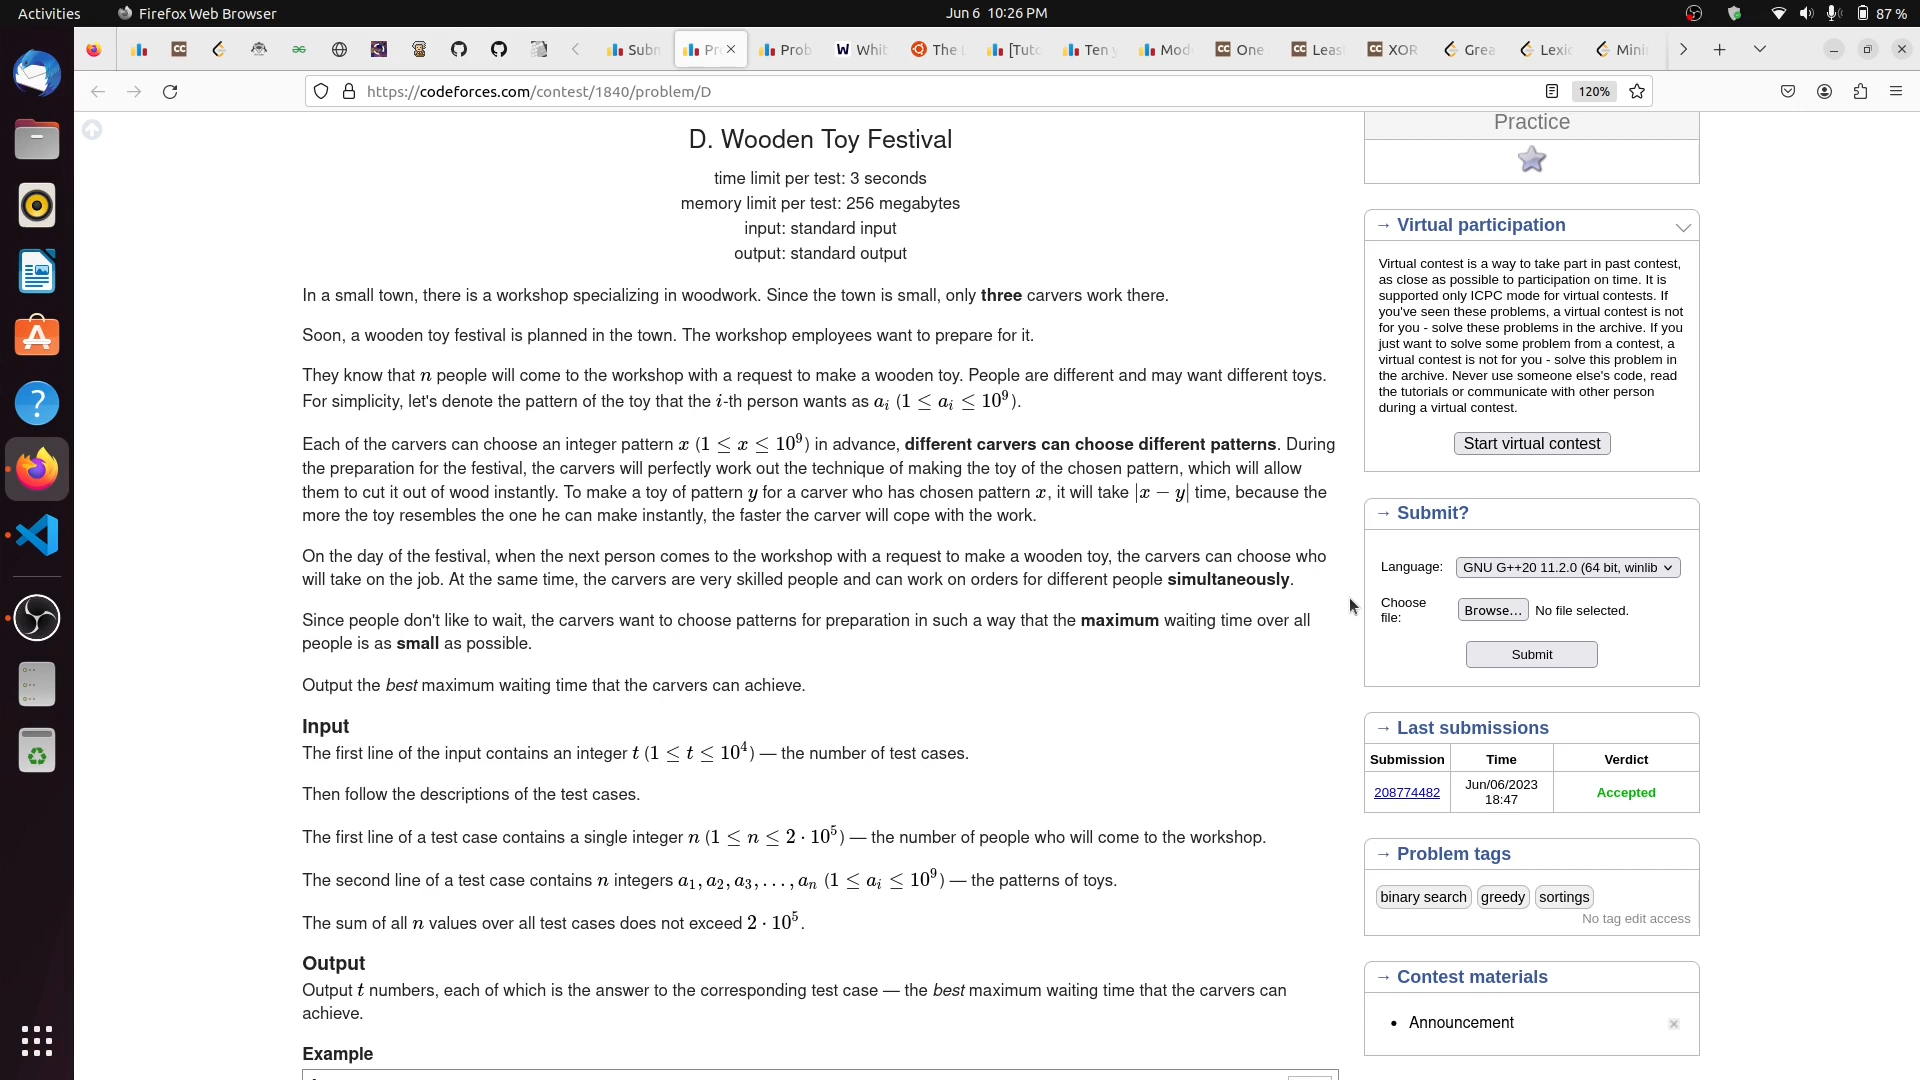 Activities
Firefox Web Browser
Jun 6 10:26 PM
87 %
Subm
Pr
Prob
Whit
The
[Tuto
Ten
Mod
One
Leas
XOR
Grea
Lexic
Mini
https://codeforces.com/contest/1840/problem/D
120%
D. Wooden Toy Festival
time limit per test: 3 seconds
memory limit per test: 256 megabytes
input: standard input
output: standard output
In a small town, there is a workshop specializing in woodwork. Since the town is small, only three carvers work there.
Soon, a wooden toy festival is planned in the town. The workshop employees want to prepare for it.
They know that n people will come to the workshop with a request to make a wooden toy. People are different and may want different toys.
For simplicity, let's denote the pattern of the toy that the i-th person wants as aᵢ (1 ≤ aᵢ ≤ 10⁹).
Each of the carvers can choose an integer pattern x (1 ≤ x ≤ 10⁹) in advance, different carvers can choose different patterns. During
the preparation for the festival, the carvers will perfectly work out the technique of making the toy of the chosen pattern, which will allow
them to cut it out of wood instantly. To make a toy of pattern y for a carver who has chosen pattern x, it will take |x − y| time, because the
more the toy resembles the one he can make instantly, the faster the carver will cope with the work.
On the day of the festival, when the next person comes to the workshop with a request to make a wooden toy, the carvers can choose who
will take on the job. At the same time, the carvers are very skilled people and can work on orders for different people simultaneously.
Since people don't like to wait, the carvers want to choose patterns for preparation in such a way that the maximum waiting time over all
people is as small as possible.
Output the best maximum waiting time that the carvers can achieve.
Input
The first line of the input contains an integer t (1 ≤ t ≤ 10⁴) — the number of test cases.
Then follow the descriptions of the test cases.
The first line of a test case contains a single integer n (1 ≤ n ≤ 2 · 10⁵) — the number of people who will come to the workshop.
The second line of a test case contains n integers a₁, a₂, a₃, . . . , aₙ (1 ≤ aᵢ ≤ 10⁹) — the patterns of toys.
The sum of all n values over all test cases does not exceed 2 · 10⁵.
Output
Output t numbers, each of which is the answer to the corresponding test case — the best maximum waiting time that the carvers can
achieve.
Example
Practice
→ Virtual participation
Virtual contest is a way to take part in past contest,
as close as possible to participation on time. It is
supported only ICPC mode for virtual contests. If
you've seen these problems, a virtual contest is not
for you - solve these problems in the archive. If you
just want to solve some problem from a contest, a
virtual contest is not for you - solve this problem in
the archive. Never use someone else's code, read
the tutorials or communicate with other person
during a virtual contest.
Start virtual contest
→ Submit?
Language: GNU G++20 11.2.0 (64 bit, winlib
Choose
file:
Browse... No file selected.
Submit
→ Last submissions
Submission Time Verdict
208774482 Jun/06/2023
18:47 Accepted
→ Problem tags
binary search greedy sortings
No tag edit access
→ Contest materials
• Announcement